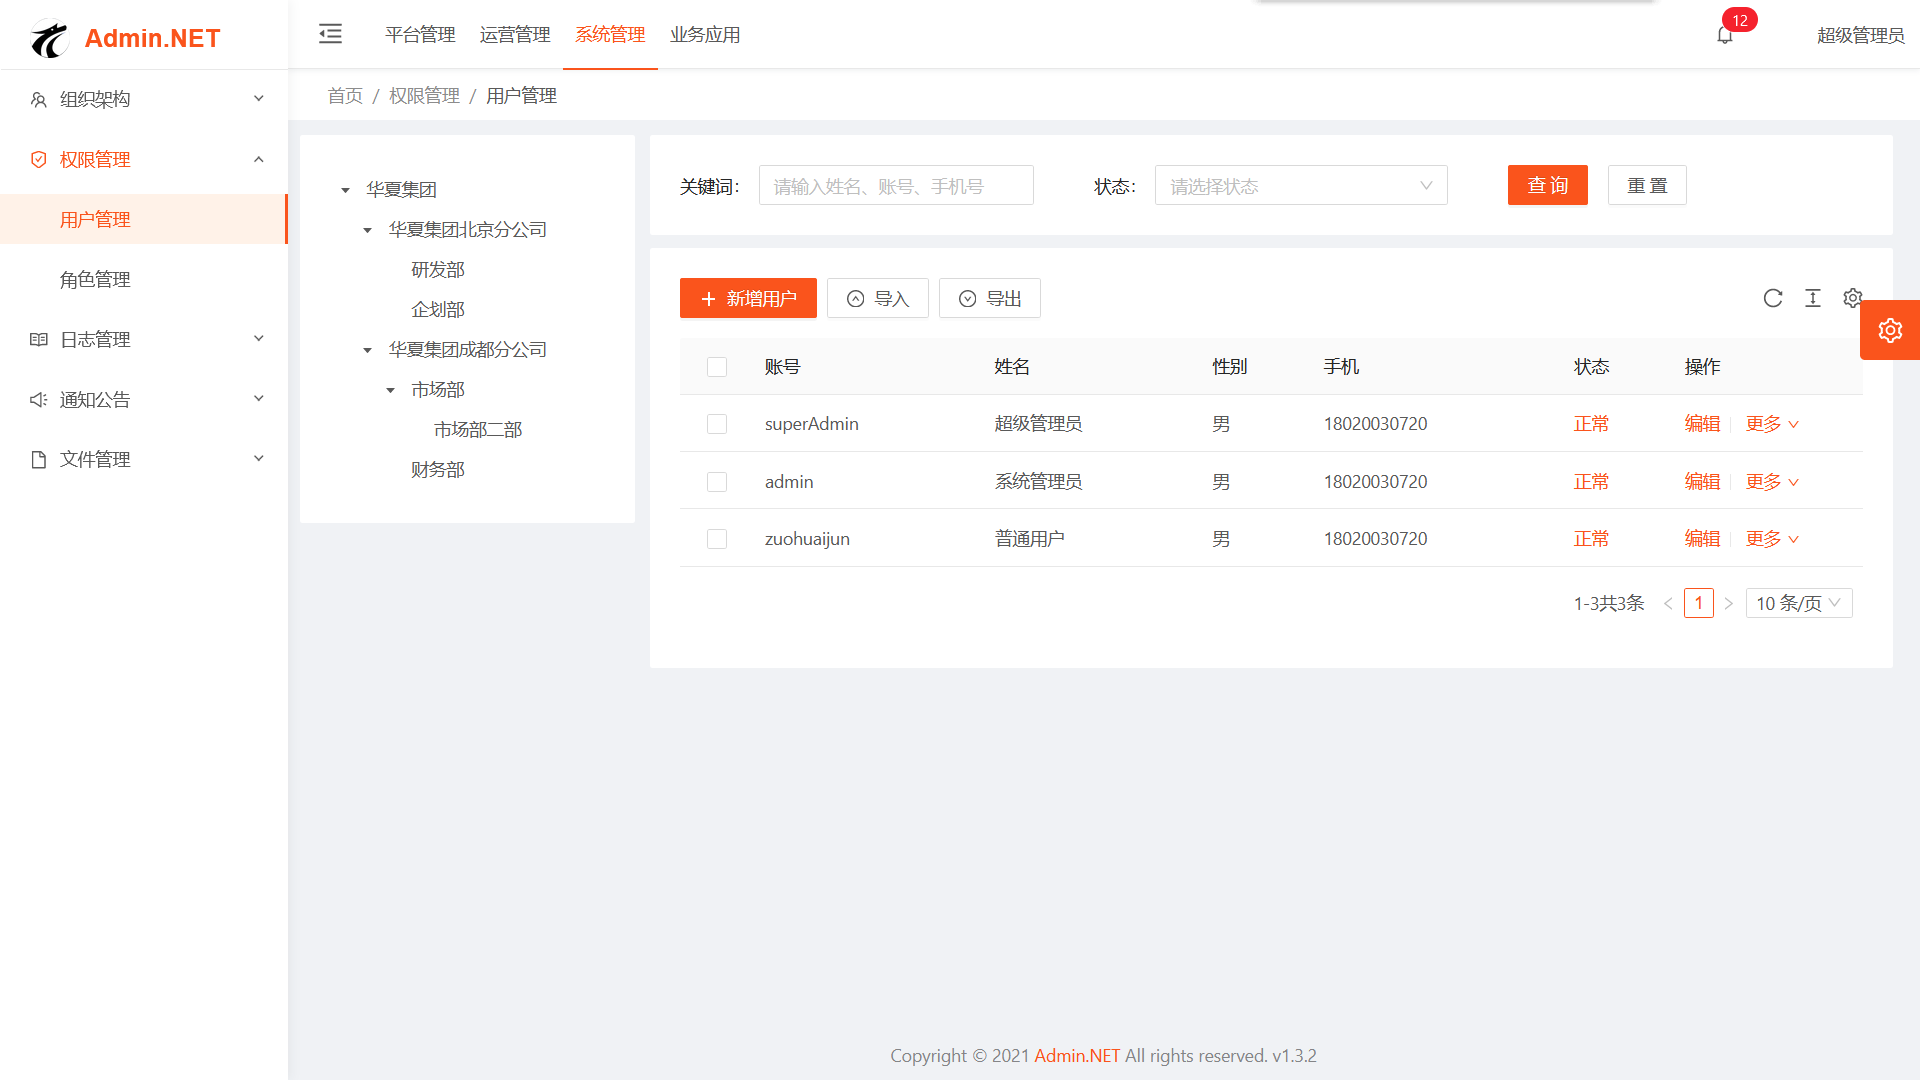 Admin.NET
平台管理 运营管理 系统管理 业务应用
12
超级管理员
组织架构
权限管理
用户管理
角色管理
日志管理
通知公告
文件管理
首页 / 权限管理 / 用户管理
华夏集团
华夏集团北京分公司
研发部
企划部
华夏集团成都分公司
市场部
市场部二部
财务部
关键词： 请输入姓名、账号、手机号 状态： 请选择状态 查 询 重 置
新增用户 导入 导出
账号 姓名 性别 手机 状态 操作
superAdmin 超级管理员 男 18020030720 正常 编辑 更多
admin 系统管理员 男 18020030720 正常 编辑 更多
zuohuaijun 普通用户 男 18020030720 正常 编辑 更多
1-3共3条 1 10 条/页
Copyright © 2021 Admin.NET All rights reserved. v1.3.2